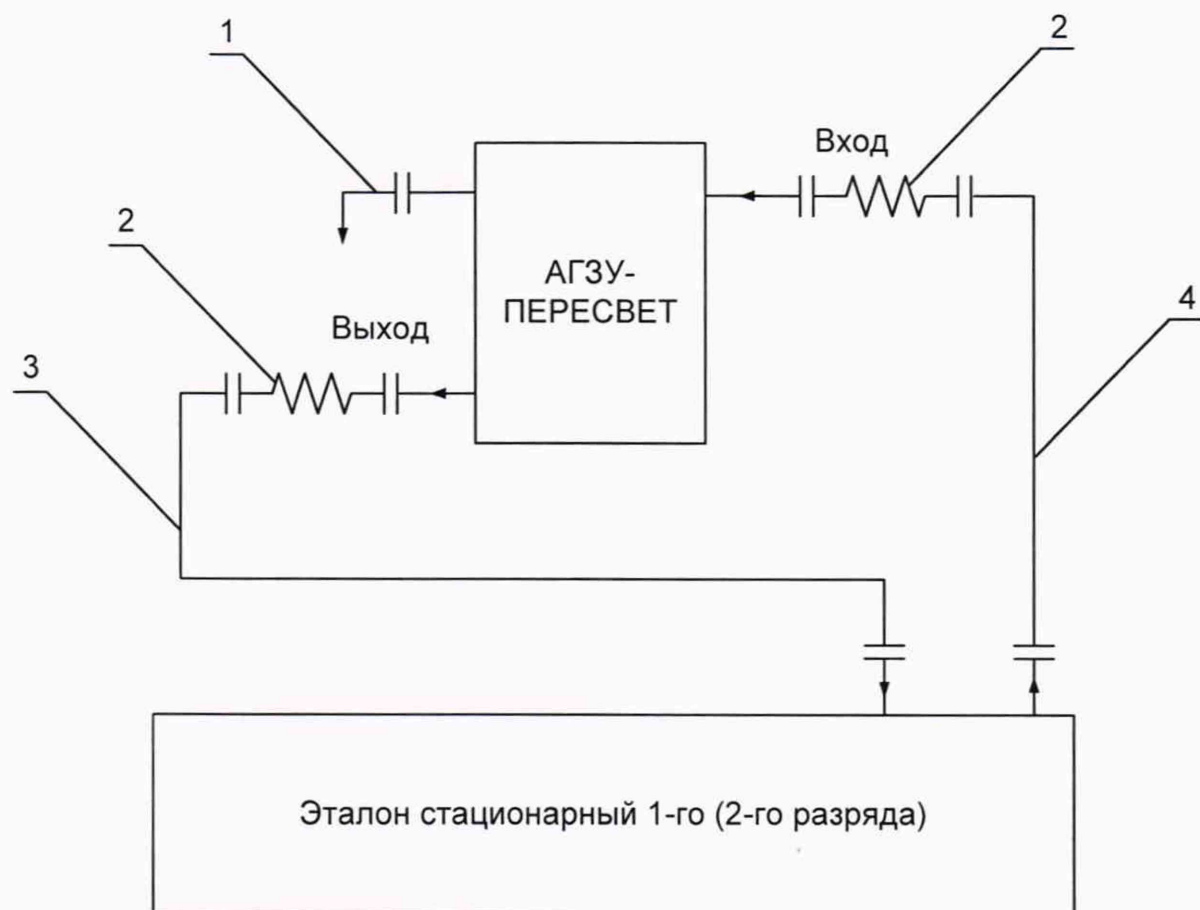 1
2
Вход
2
АГЗУ-
ПЕРЕСВЕТ
4
Выход
3
Эталон стационарный 1-го (2-го разряда)